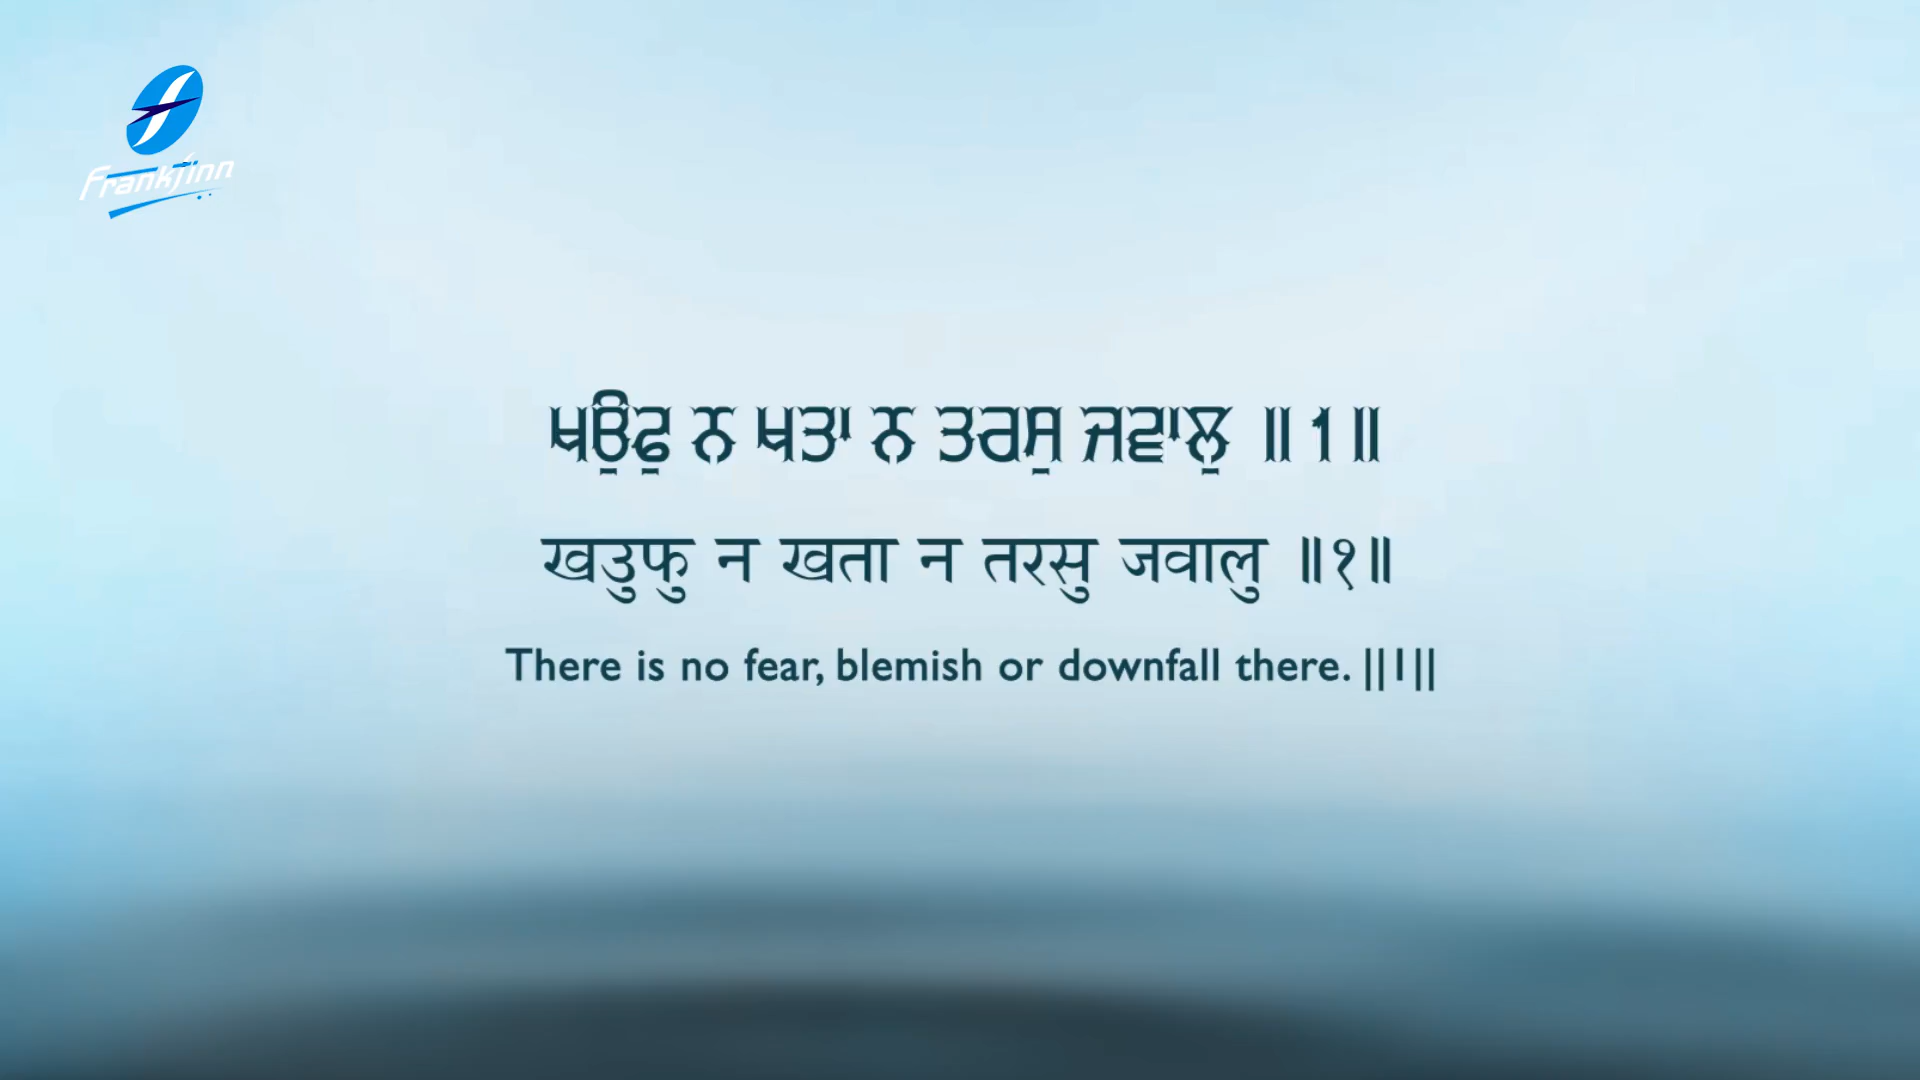 Frankfinn
ਖਉੁਫੁ ਨ ਖਤਾ ਨ ਤਰਸੁ ਜਵਾਲੁ ॥੧॥
खउफु न खता न तरसु जवालु ॥१॥
There is no fear, blemish or downfall there. ||1||